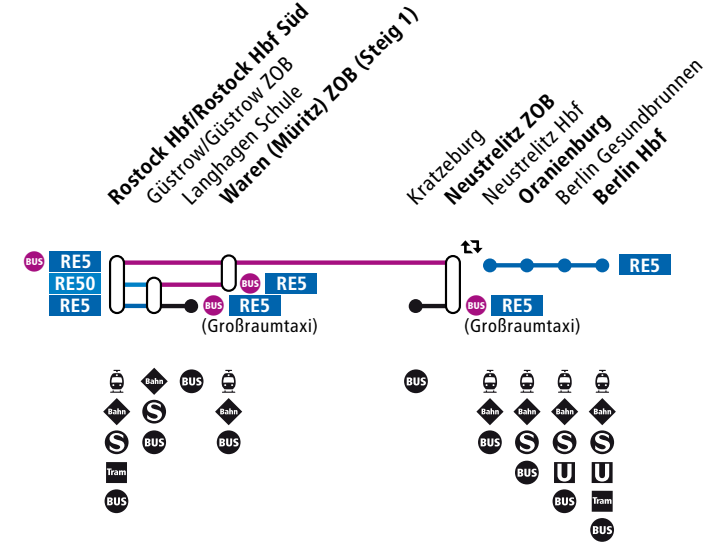 Rostock Hbf/Rostock Hbf Süd
Güstrow/Güstrow ZOB
Langhagen Schule
Waren (Müritz) ZOB (Steig 1)
Kratzeburg
Neustrelitz ZOB
Neustrelitz Hbf
Oranienburg
Berlin Gesundbrunnen
Berlin Hbf
BUS RE5
RE5
RE50
BUS RE5
RE5
BUS RE5
BUS RE5
(Großraumtaxi)
(Großraumtaxi)
Bahn BUS BUS
Bahn S Bahn Bahn Bahn Bahn Bahn
S BUS BUS BUS S S S
Tram BUS U U
BUS BUS Tram
BUS